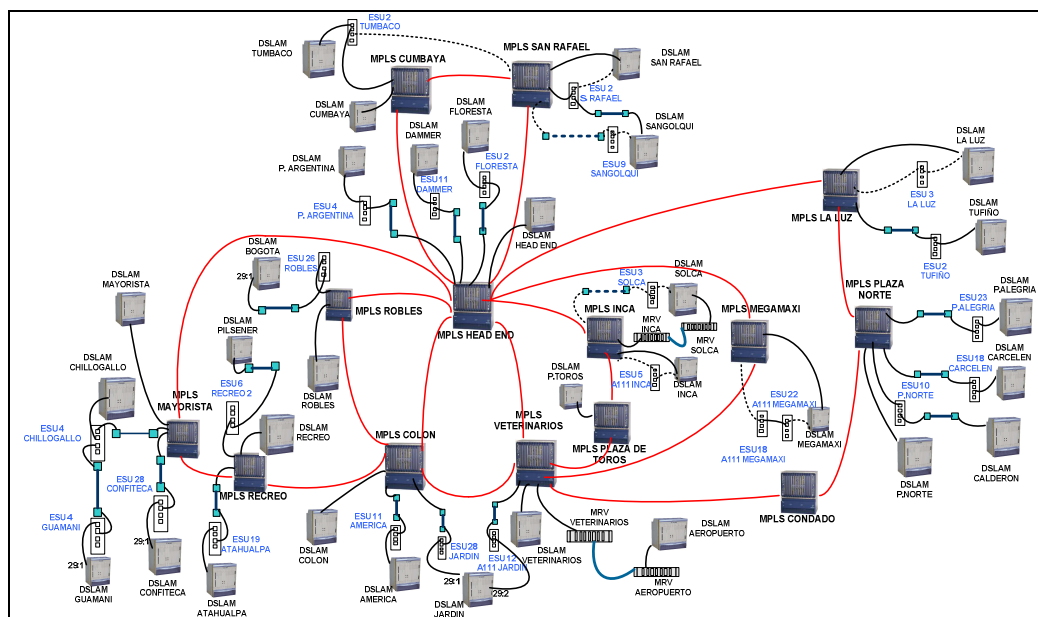 ESU 2
TUMBACO
DSLAM
TUMBACO
MPLS CUMBAYA
MPLS SAN RAFAEL
DSLAM
SAN RAFAEL
ESU 2
S. RAFAEL
DSLAM
CUMBAYA
DSLAM
FLORESTA
DSLAM
DAMMER
DSLAM
SANGOLQUI
DSLAM
LA LUZ
DSLAM
P. ARGENTINA
ESU 2
FLORESTA
ESU11
DAMMER
ESU9
SANGOLQUI
ESU 3
LA LUZ
ESU 4
P. ARGENTINA
MPLS LA LUZ
DSLAM
TUFIÑO
DSLAM
HEAD END
DSLAM
BOGOTA
ESU26
ROBLES
ESU2
TUFIÑO
DSLAM
MAYORISTA
29:1
ESU3
SOLCA
DSLAM
SOLCA
MPLS PLAZA
NORTE
ESU23
P.ALEGRIA
DSLAM
P.ALEGRIA
MPLS ROBLES
MPLS HEAD END
MPLS INCA
MRV
INCA
MRV
SOLCA
MPLS MEGAMAXI
DSLAM
PILSENER
ESU18
CARCELEN
DSLAM
CARCELEN
DSLAM
CHILLOGALLO
ESU6
RECREO 2
DSLAM
P.TOROS
ESU5
A111 INCA
DSLAM
INCA
ESU22
A111 MEGAMAXI
ESU10
P.NORTE
MPLS
MAYORISTA
DSLAM
ROBLES
DSLAM
RECREO
MPLS
VETERINARIOS
ESU4
CHILLOGALLO
MPLS COLON
MPLS PLAZA DE
TOROS
DSLAM
MEGAMAXI
ESU18
A111 MEGAMAXI
DSLAM
CALDERON
ESU28
CONFITECA
MPLS RECREO
DSLAM
P.NORTE
MPLS CONDADO
ESU4
GUAMANI
ESU19
ATAHUALPA
ESU11
AMERICA
ESU28
JARDIN
ESU12
A111 JARDIN
MRV
VETERINARIOS
DSLAM
AEROPUERTO
29:1
29:1
DSLAM
COLON
DSLAM
VETERINARIOS
DSLAM
GUAMANI
DSLAM
CONFITECA
DSLAM
ATAHUALPA
DSLAM
AMERICA
29:1
29:2
DSLAM
JARDIN
MRV
AEROPUERTO